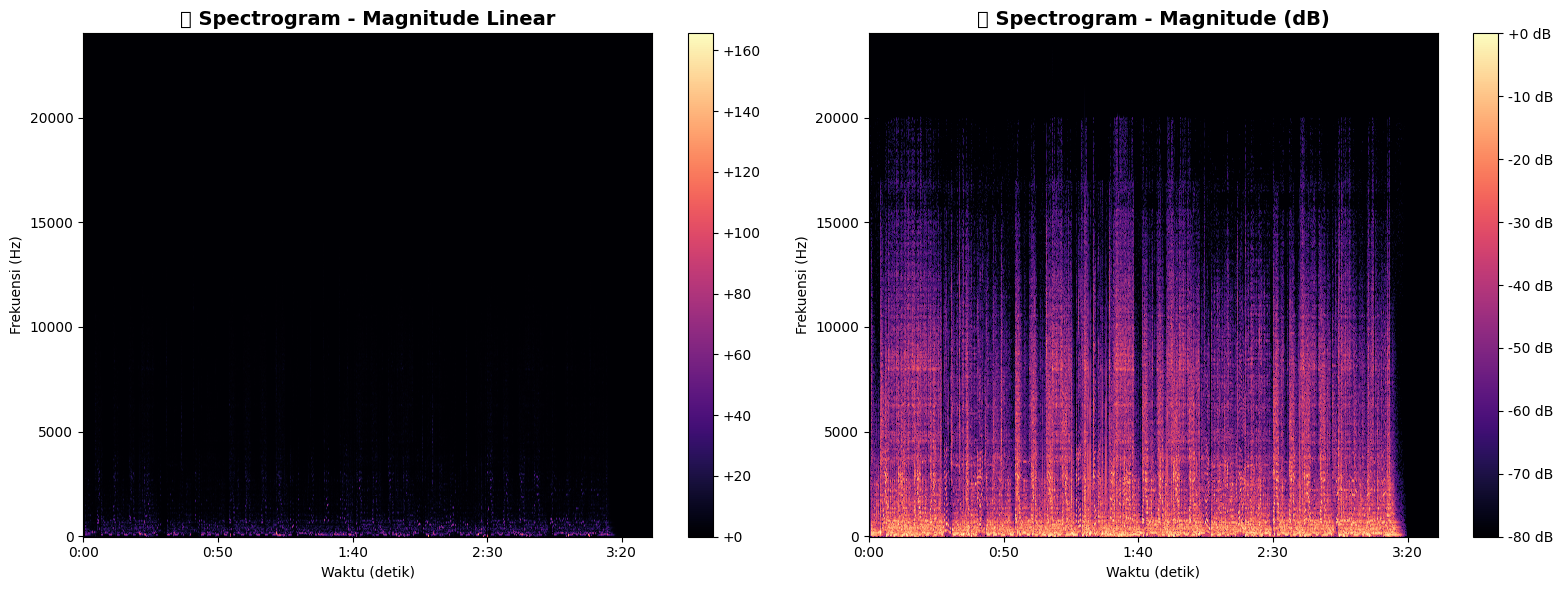 ▯ Spectrogram - Magnitude Linear
Frekuensi (Hz)
20000
15000
10000
5000
0
0:00 0:50 1:40 2:30 3:20
Waktu (detik)
+160
+140
+120
+100
+80
+60
+40
+20
+0
▯ Spectrogram - Magnitude (dB)
Frekuensi (Hz)
20000
15000
10000
5000
0
0:00 0:50 1:40 2:30 3:20
Waktu (detik)
+0 dB
-10 dB
-20 dB
-30 dB
-40 dB
-50 dB
-60 dB
-70 dB
-80 dB